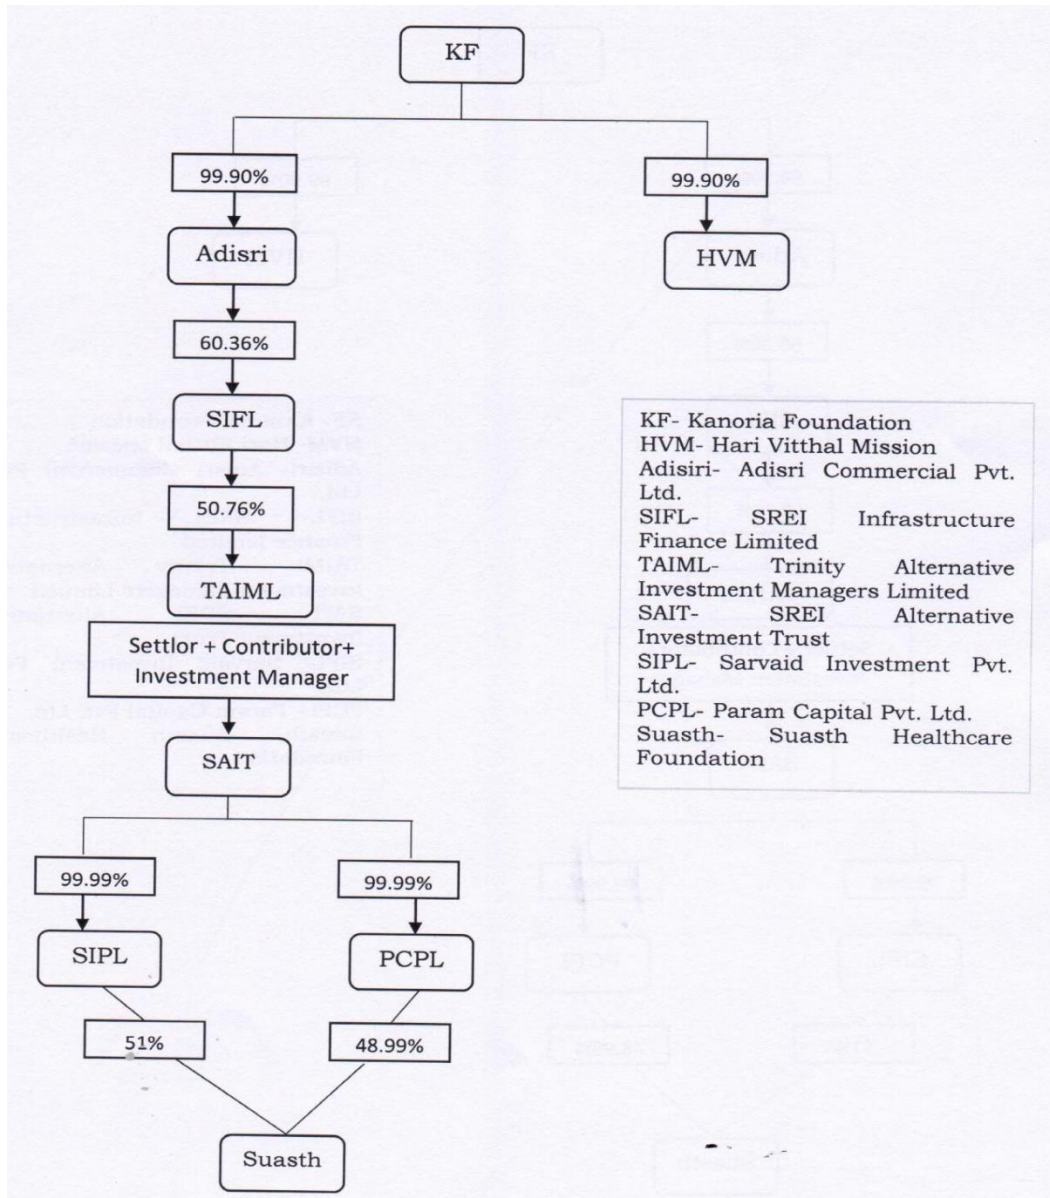 KF
99.90%
99.90%
Adisri
HVM
60.36%
SIFL
50.76%
TAIML
Settlor + Contributor+
Investment Manager
SAIT
99.99%
99.99%
SIPL
PCPL
51%
48.99%
Suasth
KF- Kanoria Foundation
HVM- Hari Vitthal Mission
Adisiri- Adisri Commercial Pvt.
Ltd.
SIFL- SREI Infrastructure
Finance Limited
TAIML- Trinity Alternative
Investment Managers Limited
SAIT- SREI Alternative
Investment Trust
SIPL- Sarvaid Investment Pvt.
Ltd.
PCPL- Param Capital Pvt. Ltd.
Suasth- Suasth Healthcare
Foundation